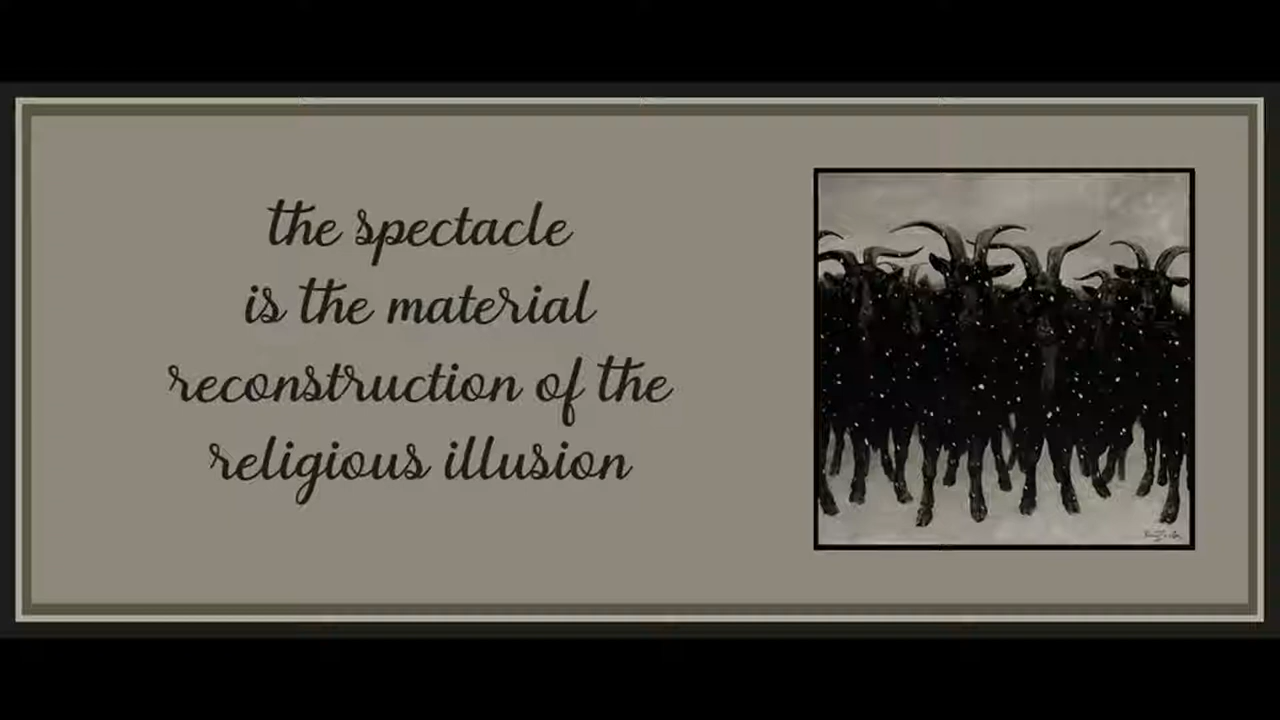 the spectacle
is the material
reconstruction of the
religious illusion